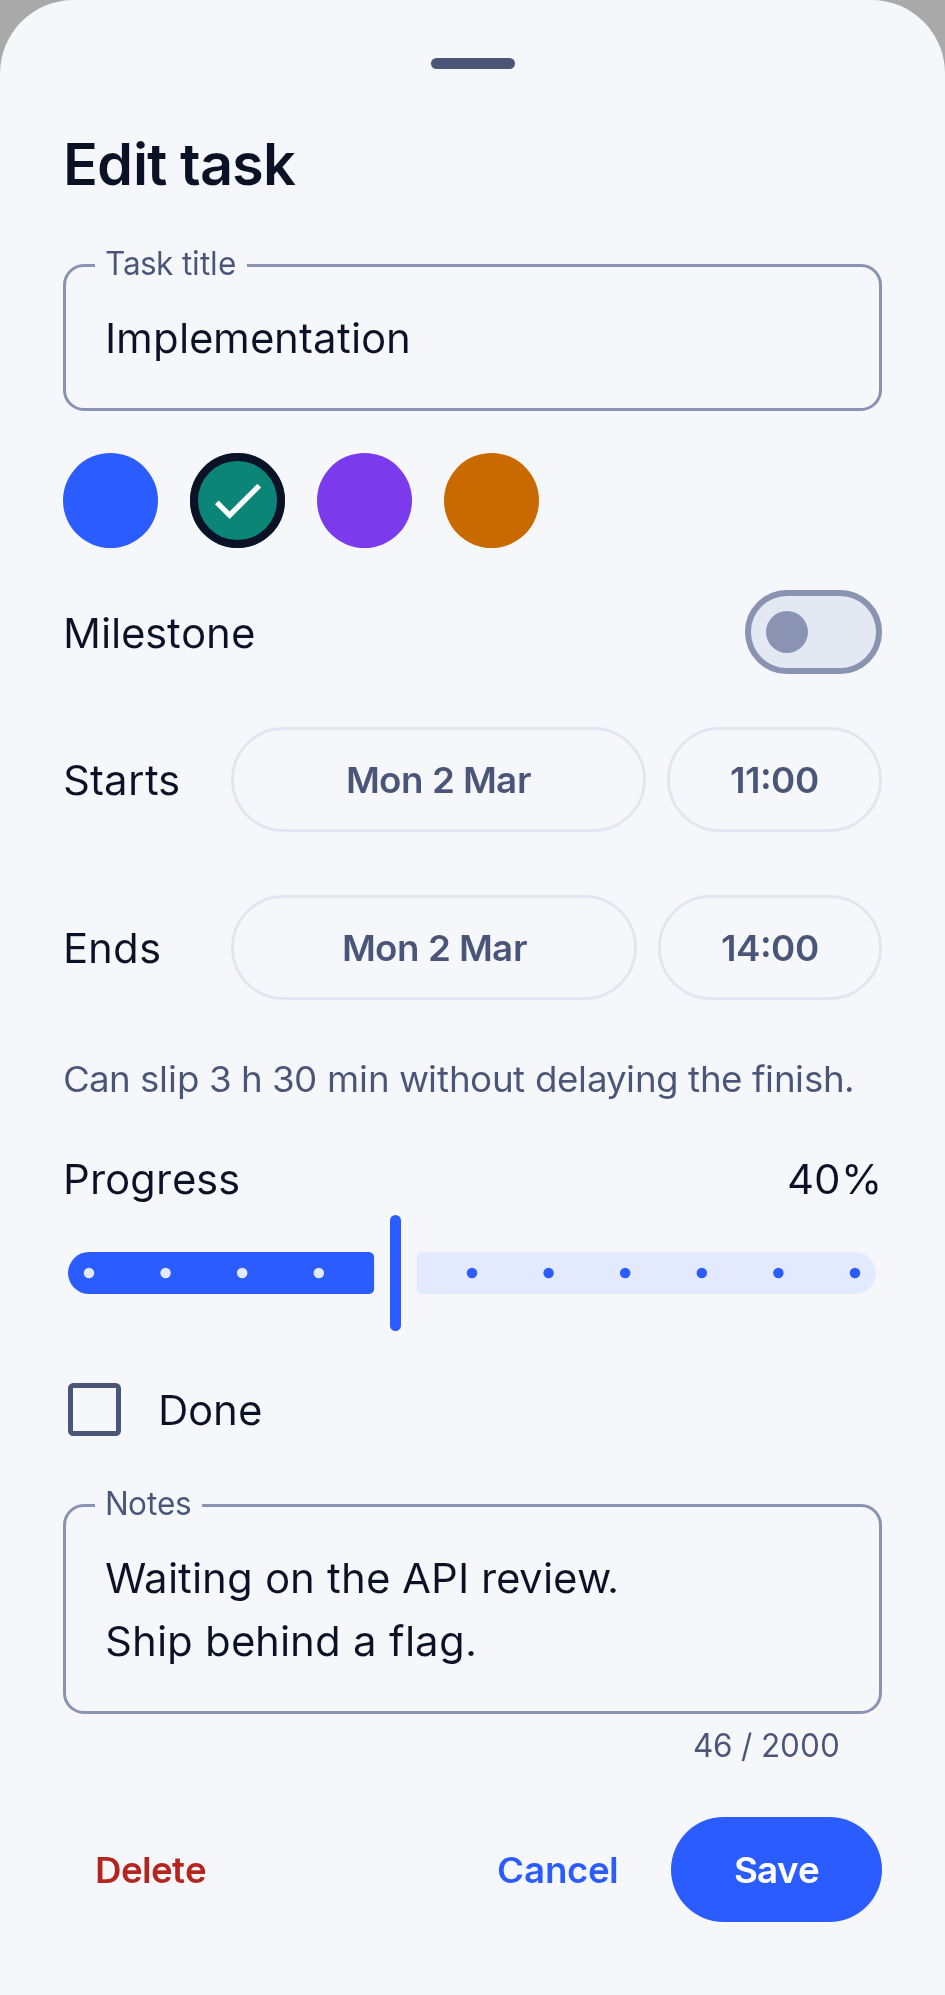 Edit task
Task title
Implementation
Milestone
Starts Mon 2 Mar 11:00
Ends Mon 2 Mar 14:00
Can slip 3 h 30 min without delaying the finish.
Progress 40%
Done
Notes
Waiting on the API review.
Ship behind a flag.
46 / 2000
Delete Cancel Save